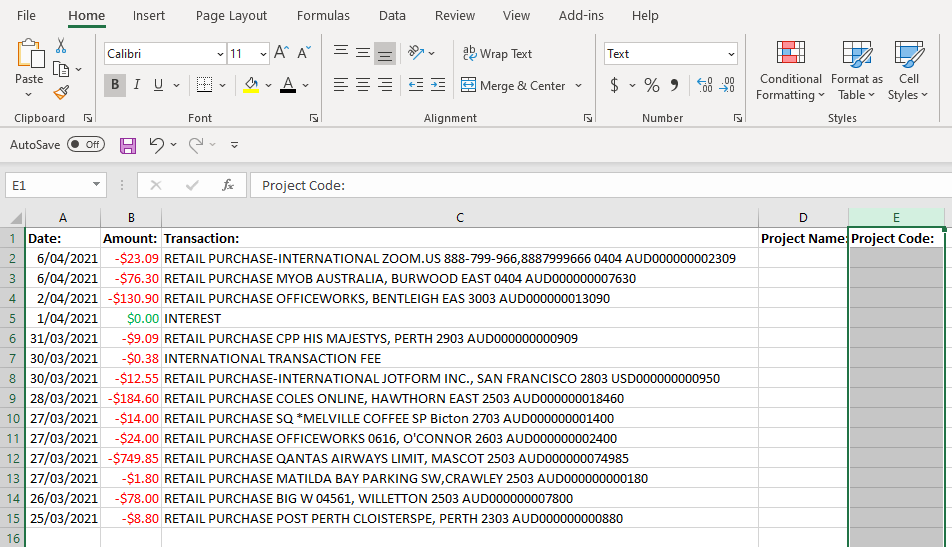 File Home Insert Page Layout Formulas Data Review View Add-ins Help
Calibri 11 A A ab Wrap Text Text
Paste B I U A Merge & Center $ % 9 .00 .00 Conditional Formatting Format as Table Cell Styles
Clipboard Font Alignment Number Styles
AutoSave Off
E1 fx Project Code:
A B C D E
1 Date: Amount: Transaction: Project Name: Project Code:
2 6/04/2021 -$23.09 RETAIL PURCHASE-INTERNATIONAL ZOOM.US 888-799-966,8887999666 0404 AUD000000002309
3 6/04/2021 -$76.30 RETAIL PURCHASE MYOB AUSTRALIA, BURWOOD EAST 0404 AUD000000007630
4 2/04/2021 -$130.90 RETAIL PURCHASE OFFICEWORKS, BENTLEIGH EAS 3003 AUD000000013090
5 1/04/2021 $0.00 INTEREST
6 31/03/2021 -$9.09 RETAIL PURCHASE CPP HIS MAJESTYS, PERTH 2903 AUD000000000909
7 30/03/2021 -$0.38 INTERNATIONAL TRANSACTION FEE
8 30/03/2021 -$12.55 RETAIL PURCHASE-INTERNATIONAL JOTFORM INC., SAN FRANCISCO 2803 USD000000000950
9 28/03/2021 -$184.60 RETAIL PURCHASE COLES ONLINE, HAWTHORN EAST 2503 AUD000000018460
10 27/03/2021 -$14.00 RETAIL PURCHASE SQ *MELVILLE COFFEE SP Bicton 2703 AUD000000001400
11 27/03/2021 -$24.00 RETAIL PURCHASE OFFICEWORKS 0616, O'CONNOR 2603 AUD000000002400
12 27/03/2021 -$749.85 RETAIL PURCHASE QANTAS AIRWAYS LIMIT, MASCOT 2503 AUD000000074985
13 27/03/2021 -$1.80 RETAIL PURCHASE MATILDA BAY PARKING SW,CRAWLEY 2503 AUD000000000180
14 26/03/2021 -$78.00 RETAIL PURCHASE BIG W 04561, WILLETTON 2503 AUD000000007800
15 25/03/2021 -$8.80 RETAIL PURCHASE POST PERTH CLOISTERSPE, PERTH 2303 AUD000000000880
16